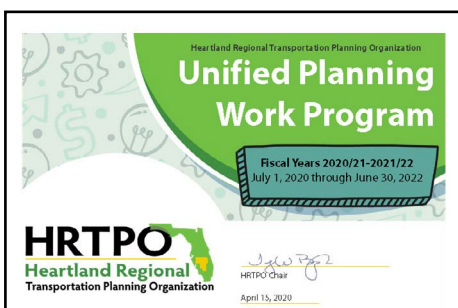 Heartland Regional Transportation Planning Organization
Unified Planning
Work Program
Fiscal Years 2020/21-2021/22
July 1, 2020 through June 30, 2022
HRTPO
Heartland Regional
Transportation Planning Organization
HRTPO Chair
April 15, 2020